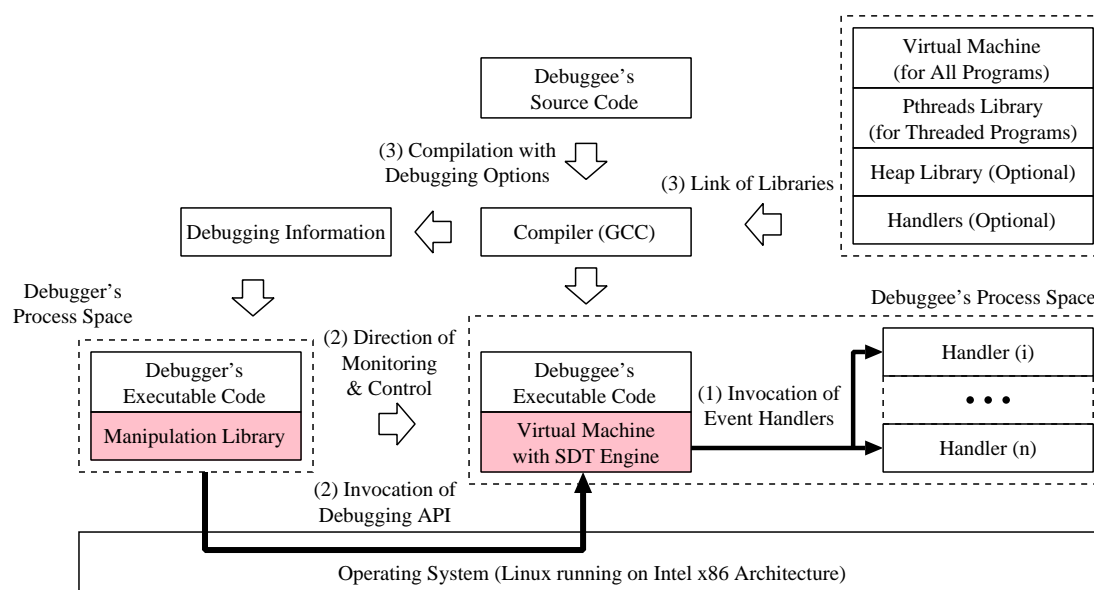 Virtual Machine
(for All Programs)
Pthreads Library
(for Threaded Programs)
Heap Library (Optional)
Handlers (Optional)
Debuggee's
Source Code
(3) Compilation with
Debugging Options
(3) Link of Libraries
Debugging Information
Compiler (GCC)
Debugger's
Process Space
Debuggee's Process Space
(2) Direction of
Monitoring
& Control
Debugger's
Executable Code
Manipulation Library
Debuggee's
Executable Code
Virtual Machine
with SDT Engine
(1) Invocation of
Event Handlers
Handler (i)
• • •
Handler (n)
(2) Invocation of
Debugging API
Operating System (Linux running on Intel x86 Architecture)